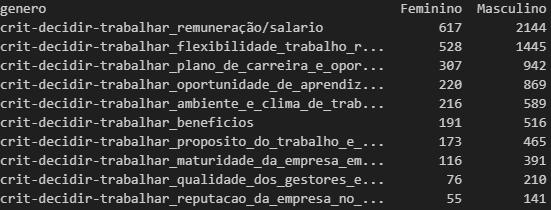 genero Feminino Masculino
crit-decidir-trabalhar_remuneração/salario 617 2144
crit-decidir-trabalhar_flexibilidade_trabalho_r... 528 1445
crit-decidir-trabalhar_plano_de_carreira_e_opor... 307 942
crit-decidir-trabalhar_oportunidade_de_aprendiz... 220 869
crit-decidir-trabalhar_ambiente_e_clima_de_trab... 216 589
crit-decidir-trabalhar_beneficios 191 516
crit-decidir-trabalhar_proposito_do_trabalho_e_... 173 465
crit-decidir-trabalhar_maturidade_da_empresa_em... 116 391
crit-decidir-trabalhar_qualidade_dos_gestores_e... 76 210
crit-decidir-trabalhar_reputacao_da_empresa_no_... 55 141